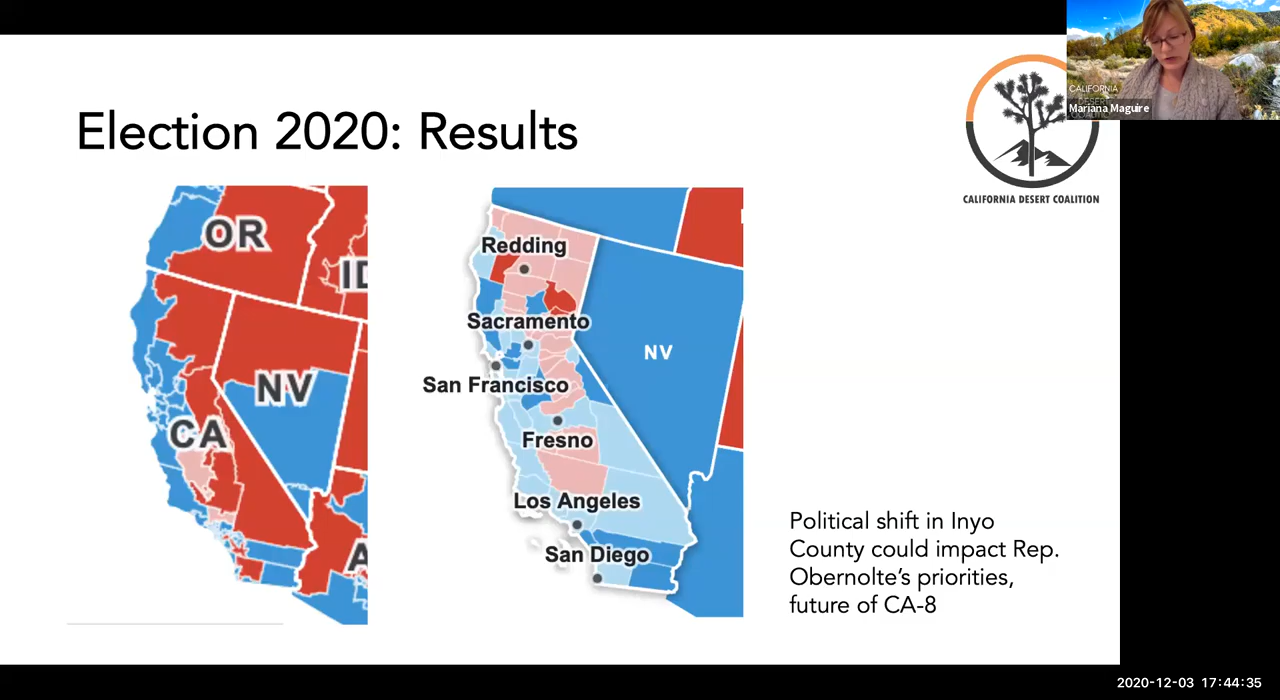 Election 2020: Results
CALIFORNIA DESERT COALITION
CALIFORNIA
DESERT
Mariana Maguire
OR
NV
CA
Redding
Sacramento
San Francisco
Fresno
Los Angeles
San Diego
NV
Political shift in Inyo
County could impact Rep.
Obernolte's priorities,
future of CA-8
2020-12-03 17:44:35